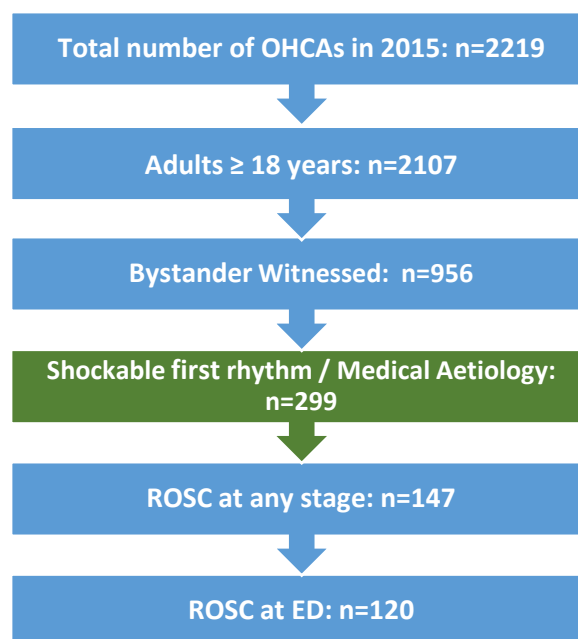 Total number of OHCAs in 2015: n=2219
Adults ≥ 18 years: n=2107
Bystander Witnessed:  n=956
Shockable first rhythm / Medical Aetiology:
n=299
ROSC at any stage: n=147
ROSC at ED: n=120